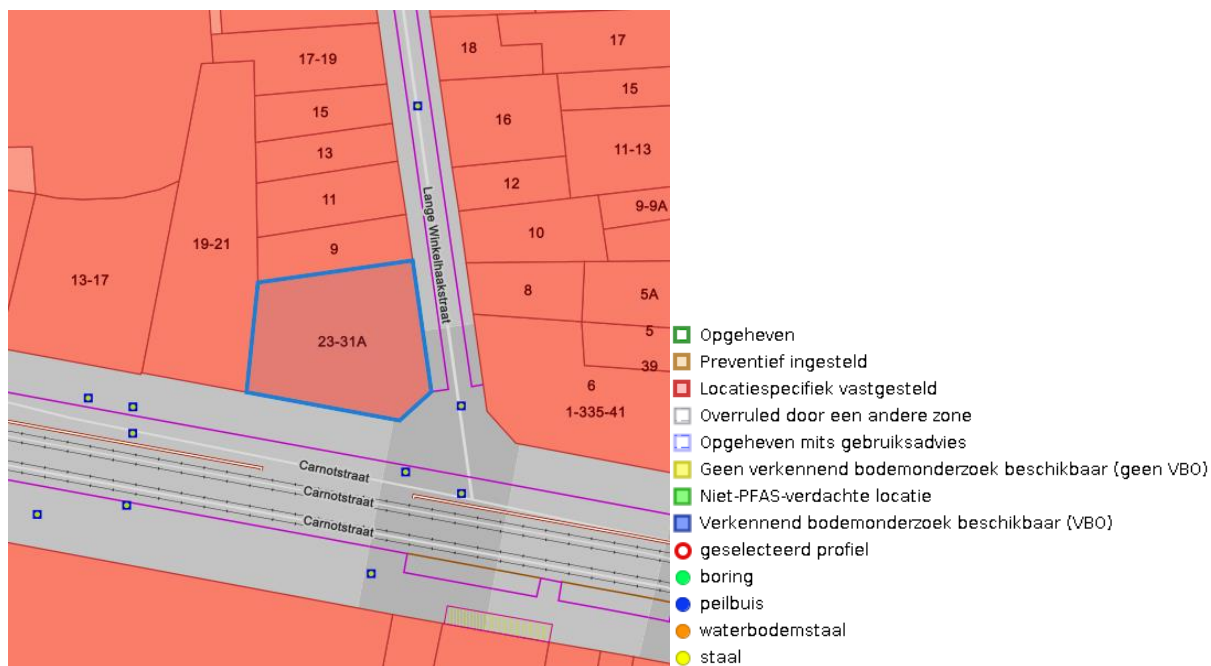 17-19
18
17
15
15
16
13
11-13
11
12
9-9A
19-21
10
9
13-17
8
5A
23-31A
5
39
6
1-335-41
Lange Winkelhaakstraat
Carnotstraat
Carnotstraat
Carnotstraat
Opgeheven
Preventief ingesteld
Locatiespecifiek vastgesteld
Overruled door een andere zone
Opgeheven mits gebruiksadvies
Geen verkennend bodemonderzoek beschikbaar (geen VBO)
Niet-PFAS-verdachte locatie
Verkennend bodemonderzoek beschikbaar (VBO)
geselecteerd profiel
boring
peilbuis
waterbodemstaal
staal